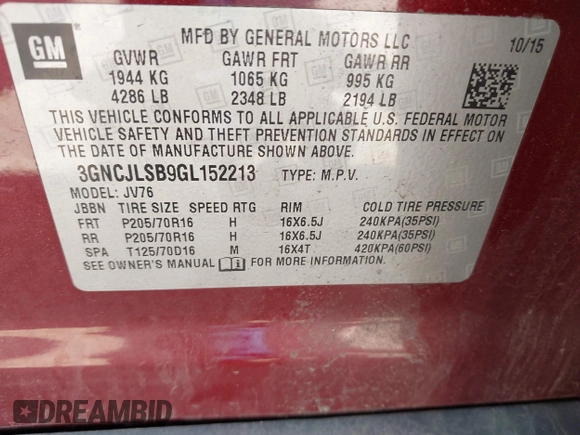 GM
MFD BY GENERAL MOTORS LLC 10/15
GVWR GAWR FRT GAWR RR
1944 KG 1065 KG 995 KG
4286 LB 2348 LB 2194 LB
THIS VEHICLE CONFORMS TO ALL APPLICABLE U.S. FEDERAL MOTOR
VEHICLE SAFETY AND THEFT PREVENTION STANDARDS IN EFFECT ON
THE DATE OF MANUFACTURE SHOWN ABOVE.
3GNCJLSB9GL152213 TYPE: M.P.V.
MODEL: JV76
JBBN TIRE SIZE SPEED RTG RIM COLD TIRE PRESSURE
FRT P205/70R16 H 16X6.5J 240KPA(35PSI)
RR P205/70R16 H 16X6.5J 240KPA(35PSI)
SPA T125/70D16 M 16X4T 420KPA(60PSI)
SEE OWNER'S MANUAL FOR MORE INFORMATION.
DREAMBID